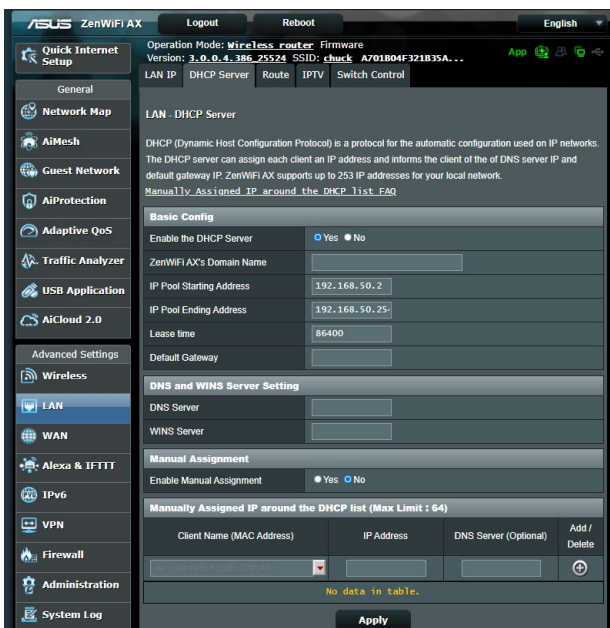 ASUS ZenWiFi AX Logout Reboot English
Quick Internet Setup
Operation Mode: Wireless router Firmware
Version: 3.0.0.4.386_25524 SSID: chuck A701B04F321B35A...
App
LAN IP DHCP Server Route IPTV Switch Control
General
Network Map
AiMesh
Guest Network
AiProtection
Adaptive QoS
Traffic Analyzer
USB Application
AiCloud 2.0
Advanced Settings
Wireless
LAN
WAN
Alexa & IFTTT
IPv6
VPN
Firewall
Administration
System Log
LAN - DHCP Server
DHCP (Dynamic Host Configuration Protocol) is a protocol for the automatic configuration used on IP networks.
The DHCP server can assign each client an IP address and informs the client of the of DNS server IP and
default gateway IP. ZenWiFi AX supports up to 253 IP addresses for your local network.
Manually Assigned IP around the DHCP list FAQ
Basic Config
Enable the DHCP Server Yes No
ZenWiFi AX's Domain Name
IP Pool Starting Address 192.168.50.2
IP Pool Ending Address 192.168.50.25
Lease time 86400
Default Gateway
DNS and WINS Server Setting
DNS Server
WINS Server
Manual Assignment
Enable Manual Assignment Yes No
Manually Assigned IP around the DHCP list (Max Limit : 64)
Client Name (MAC Address) IP Address DNS Server (Optional) Add / Delete
No data in table.
Apply